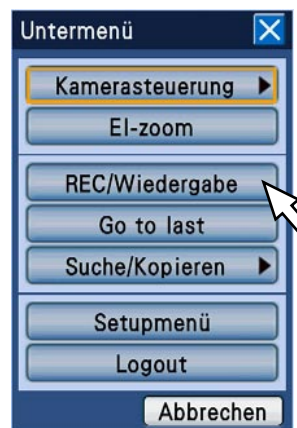 Untermenü
Kamerasteuerung
El-zoom
REC/Wiedergabe
Go to last
Suche/Kopieren
Setupmenü
Logout
Abbrechen